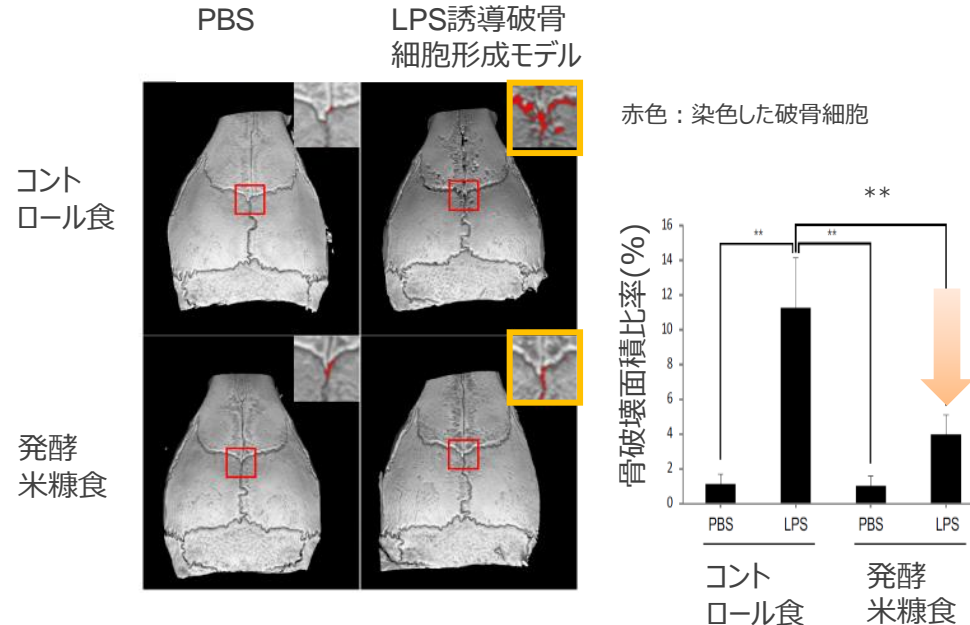 PBS
LPS誘導破骨
細胞形成モデル
赤色：染色した破骨細胞
コント
ロール食
発酵
米糠食
**
** **
骨破壊面積比率(%)
16
14
12
10
8
6
4
2
0
PBS LPS PBS LPS
コント
ロール食
発酵
米糠食